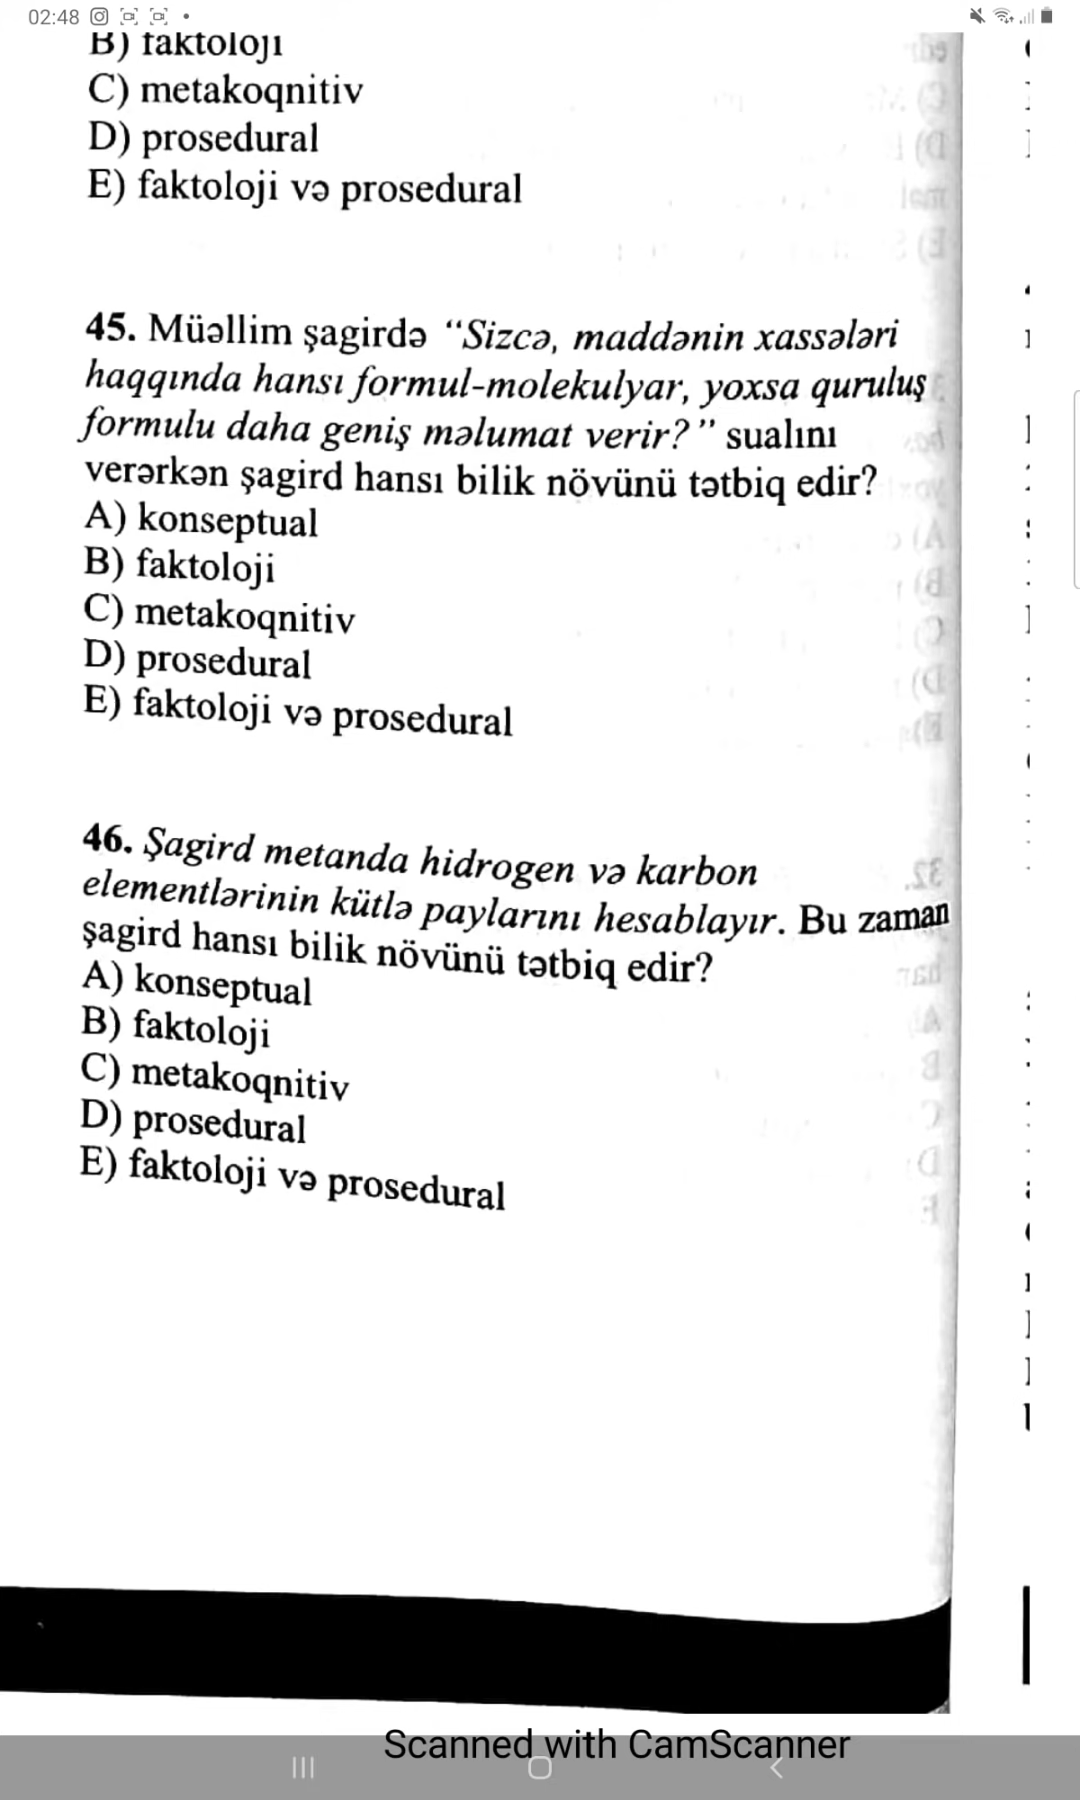 02:48
B) faktoloji
C) metakoqnitiv
D) prosedural
E) faktoloji və prosedural
45. Müəllim şagirdə “Sizcə, maddənin xassələri
haqqında hansı formul-molekulyar, yoxsa quruluş
formulu daha geniş məlumat verir?” sualını
verərkən şagird hansı bilik növünü tətbiq edir?
A) konseptual
B) faktoloji
C) metakoqnitiv
D) prosedural
E) faktoloji və prosedural
46. Şagird metanda hidrogen və karbon
elementlərinin kütlə paylarını hesablayır. Bu zaman
şagird hansı bilik növünü tətbiq edir?
A) konseptual
B) faktoloji
C) metakoqnitiv
D) prosedural
E) faktoloji və prosedural
Scanned with CamScanner